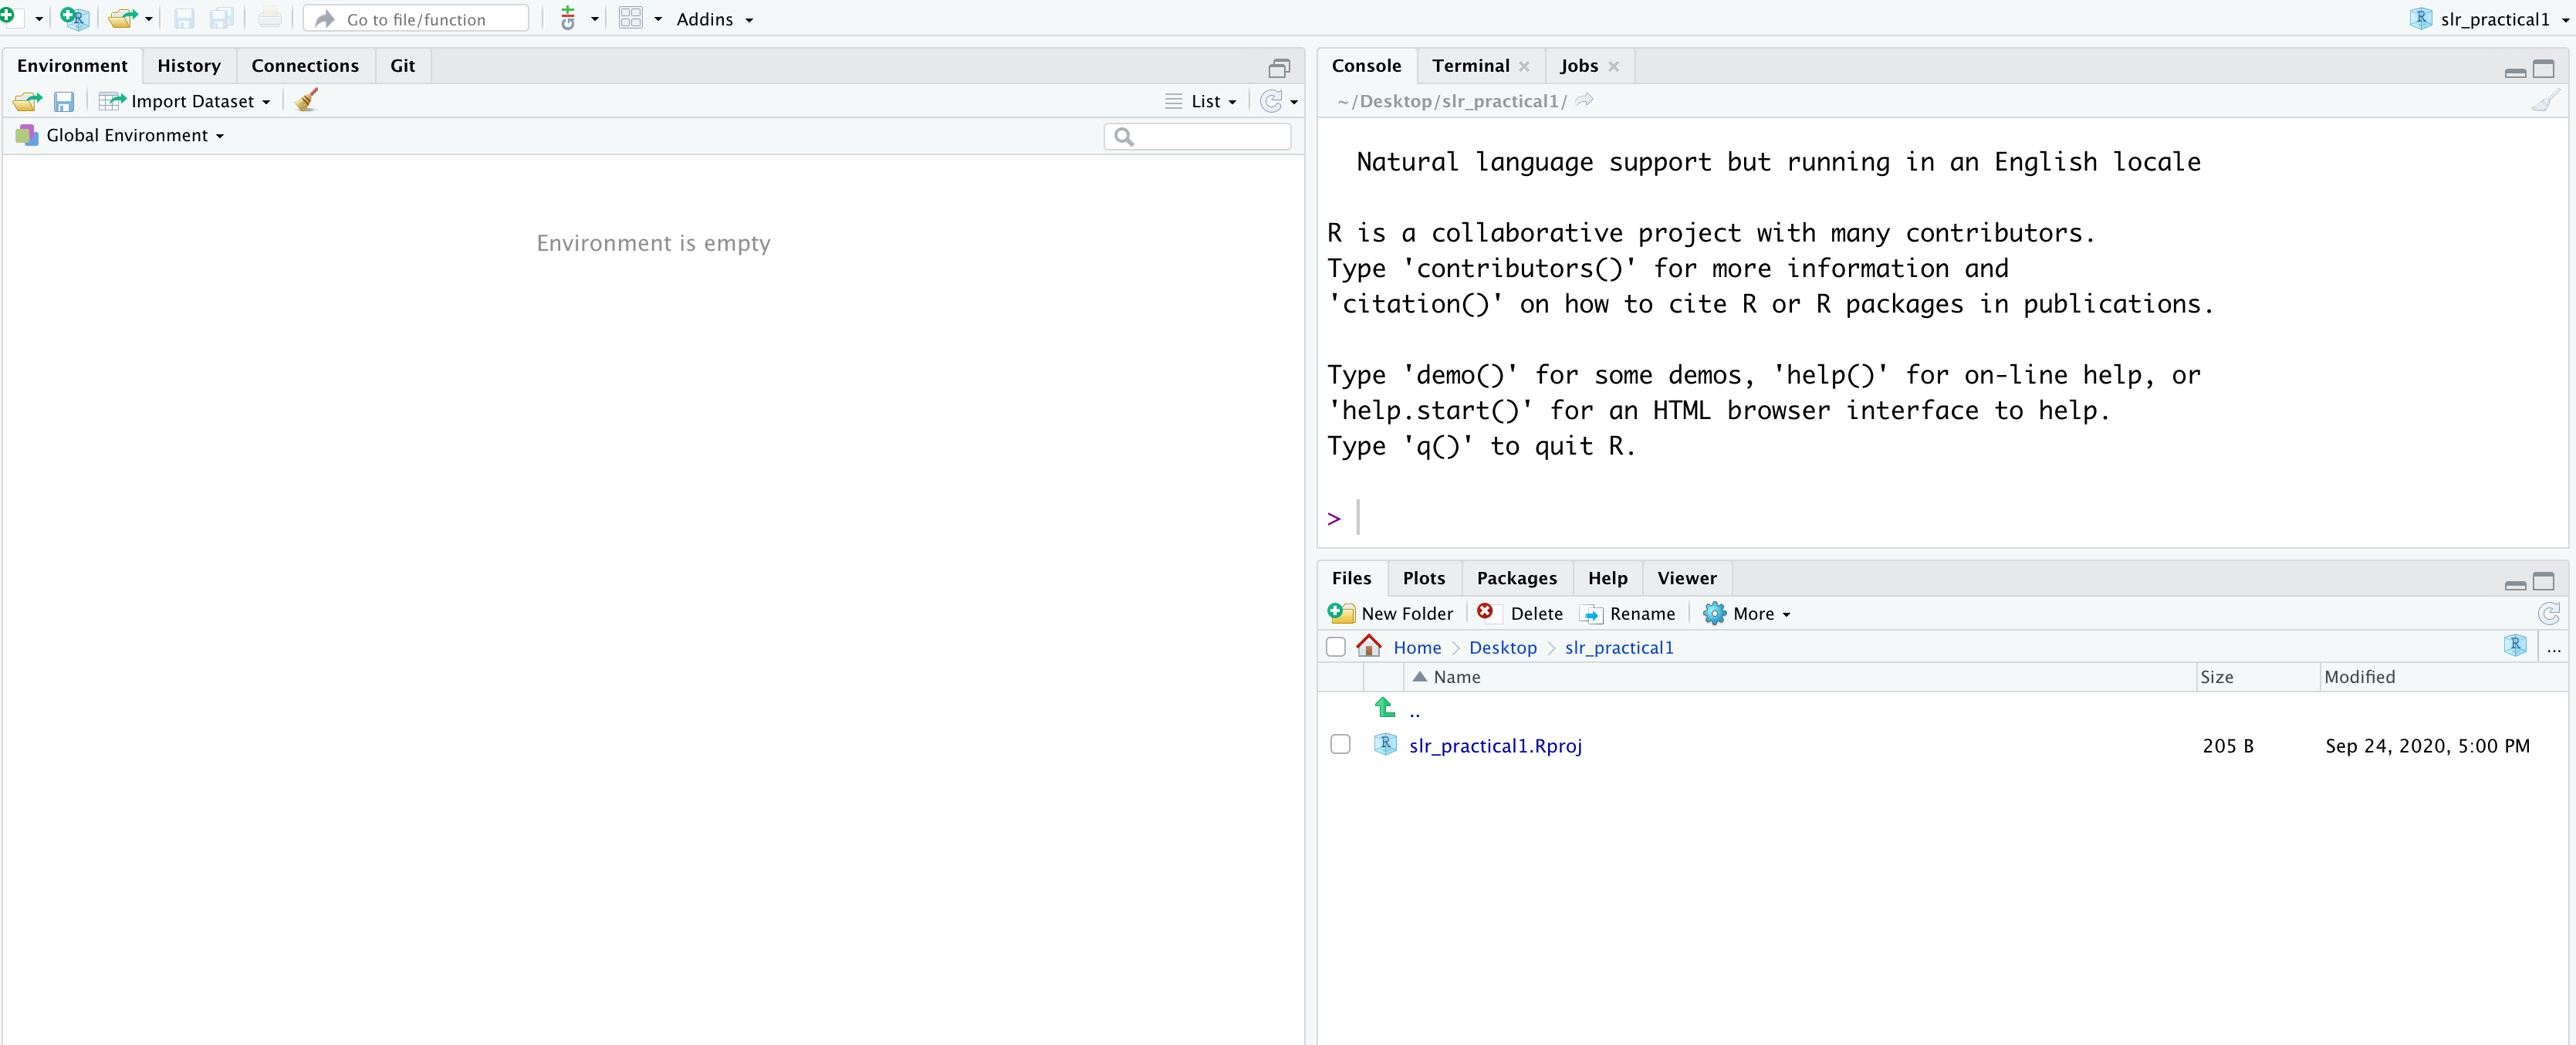 Go to file/function
Addins
slr_practical1
Environment History Connections Git
Import Dataset
List
Global Environment
Environment is empty
Console Terminal Jobs
~/Desktop/slr_practical1/
Natural language support but running in an English locale
R is a collaborative project with many contributors.
Type 'contributors()' for more information and
'citation()' on how to cite R or R packages in publications.
Type 'demo()' for some demos, 'help()' for on-line help, or
'help.start()' for an HTML browser interface to help.
Type 'q()' to quit R.
>
Files Plots Packages Help Viewer
New Folder Delete Rename More
Home Desktop slr_practical1 ...
Name Size Modified
..
slr_practical1.Rproj 205 B Sep 24, 2020, 5:00 PM